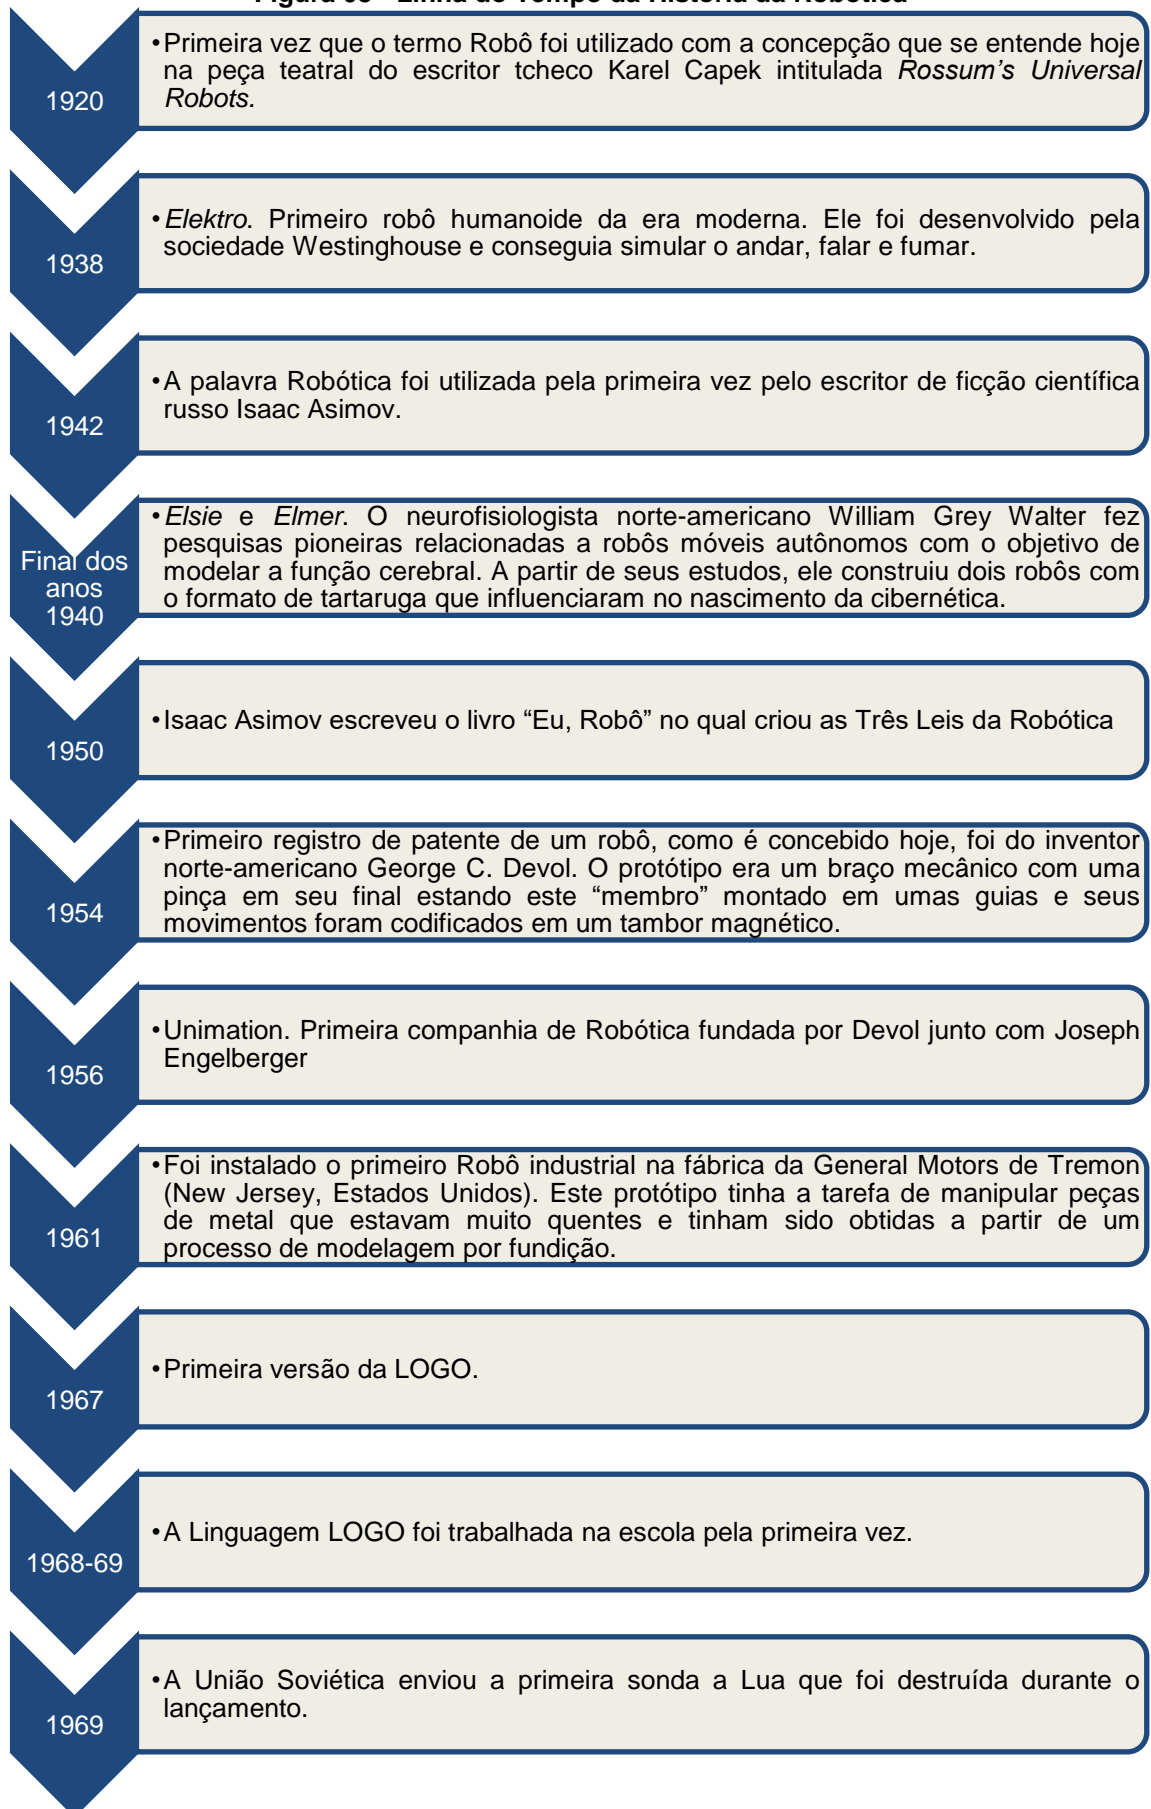 1920
•Primeira vez que o termo Robô foi utilizado com a concepção que se entende hoje
na peça teatral do escritor tcheco Karel Capek intitulada Rossum’s Universal
Robots.
1938
•Elektro. Primeiro robô humanoide da era moderna. Ele foi desenvolvido pela
sociedade Westinghouse e conseguia simular o andar, falar e fumar.
1942
•A palavra Robótica foi utilizada pela primeira vez pelo escritor de ficção científica
russo Isaac Asimov.
Final dos
anos
1940
•Elsie e Elmer. O neurofisiologista norte-americano William Grey Walter fez
pesquisas pioneiras relacionadas a robôs móveis autônomos com o objetivo de
modelar a função cerebral. A partir de seus estudos, ele construiu dois robôs com
o formato de tartaruga que influenciaram no nascimento da cibernética.
1950
•Isaac Asimov escreveu o livro “Eu, Robô” no qual criou as Três Leis da Robótica
1954
•Primeiro registro de patente de um robô, como é concebido hoje, foi do inventor
norte-americano George C. Devol. O protótipo era um braço mecânico com uma
pinça em seu final estando este “membro” montado em umas guias e seus
movimentos foram codificados em um tambor magnético.
1956
•Unimation. Primeira companhia de Robótica fundada por Devol junto com Joseph
Engelberger
1961
•Foi instalado o primeiro Robô industrial na fábrica da General Motors de Tremon
(New Jersey, Estados Unidos). Este protótipo tinha a tarefa de manipular peças
de metal que estavam muito quentes e tinham sido obtidas a partir de um
processo de modelagem por fundição.
1967
•Primeira versão da LOGO.
1968-69
•A Linguagem LOGO foi trabalhada na escola pela primeira vez.
1969
•A União Soviética enviou a primeira sonda a Lua que foi destruída durante o
lançamento.